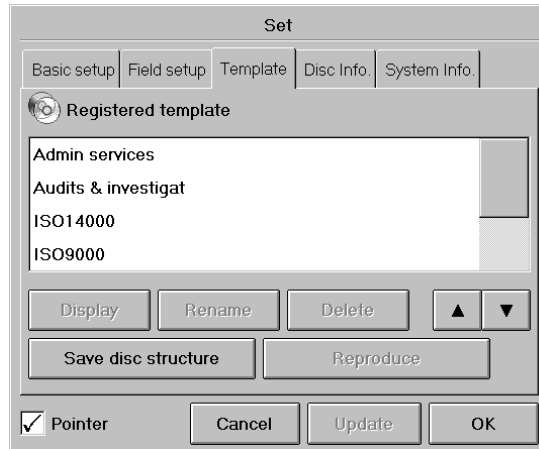 Set
Basic setup Field setup Template Disc Info. System Info.
Registered template
Admin services
Audits & investigat
ISO14000
ISO9000
Display Rename Delete ▲ ▼
Save disc structure Reproduce
Pointer Cancel Update OK